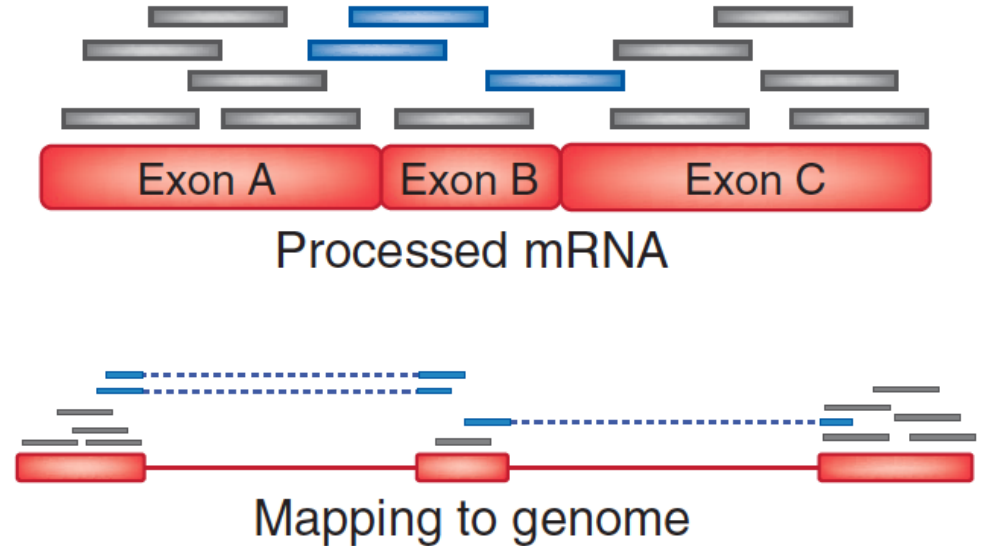 Exon A
Exon B
Exon C
Processed mRNA
Mapping to genome